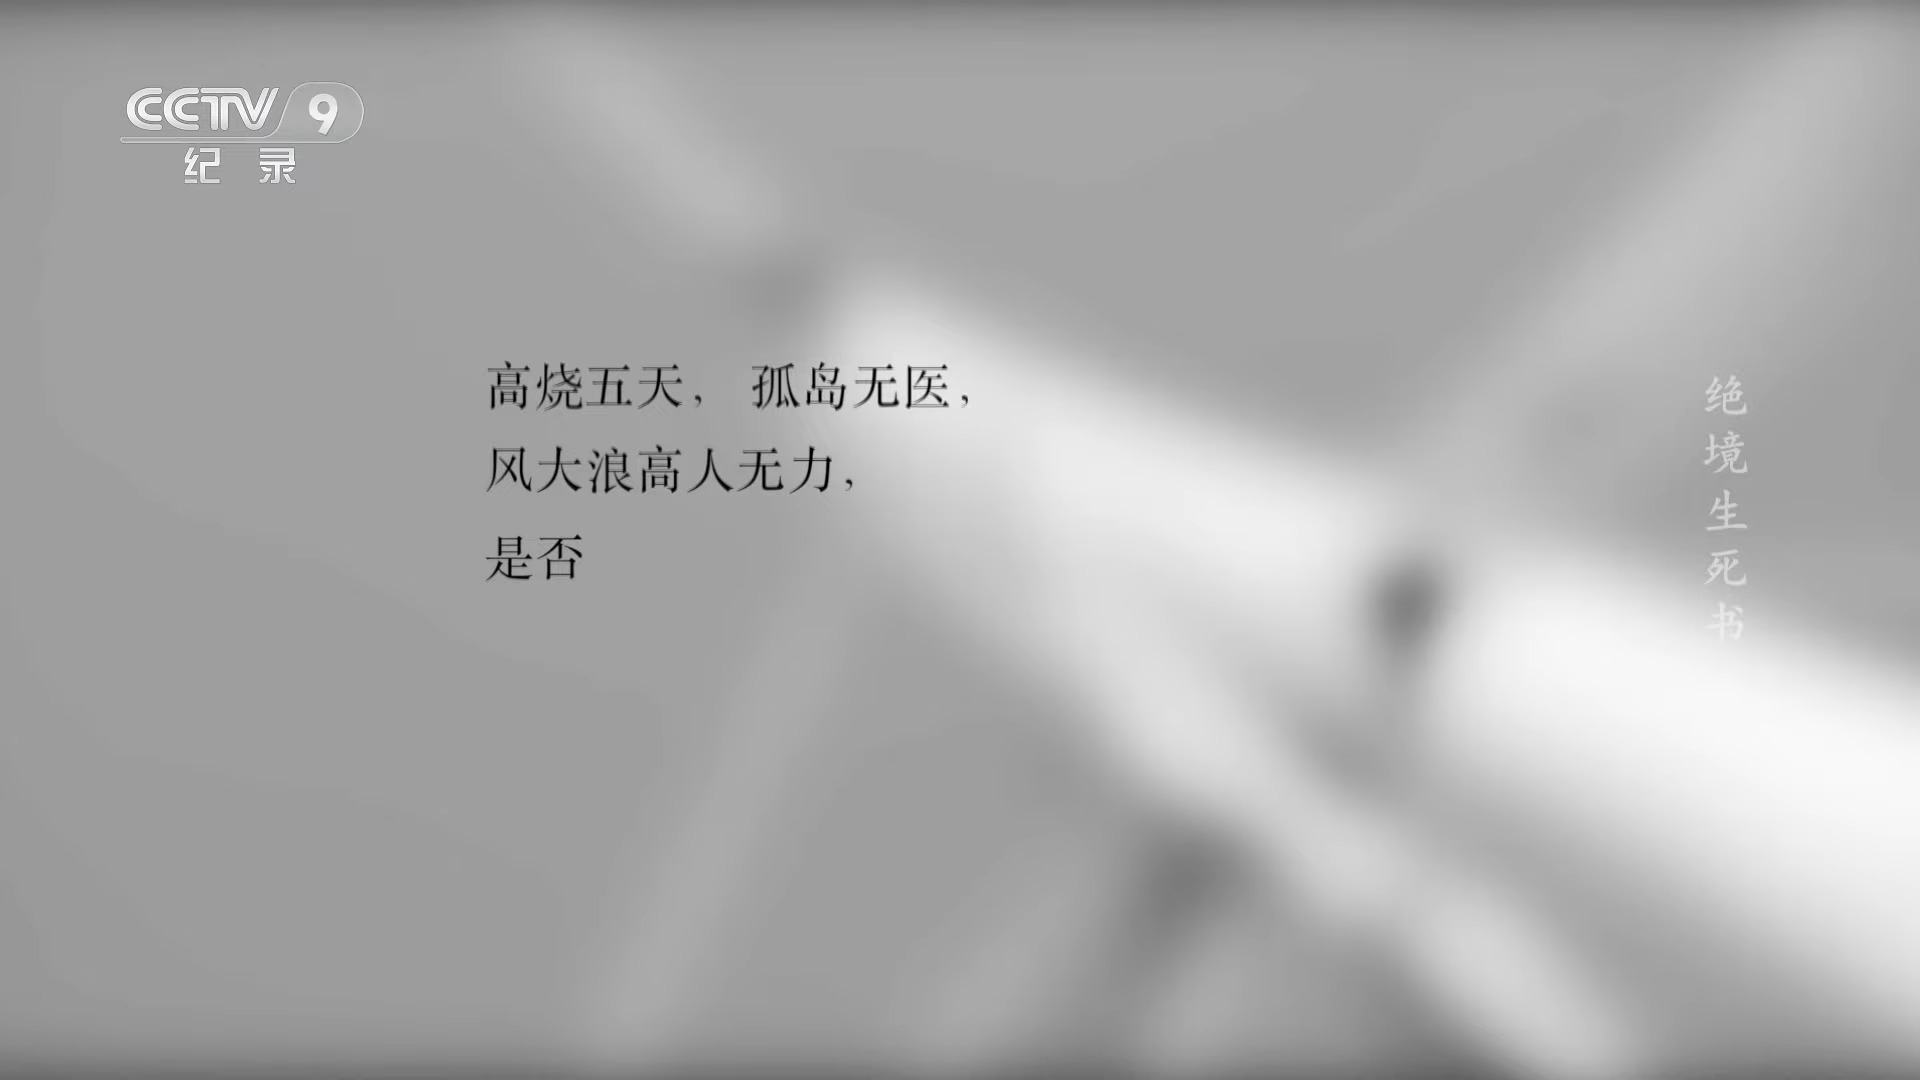 CCTV 9
纪录
高烧五天，孤岛无医，
风大浪高人无力，
是否
绝境生死书